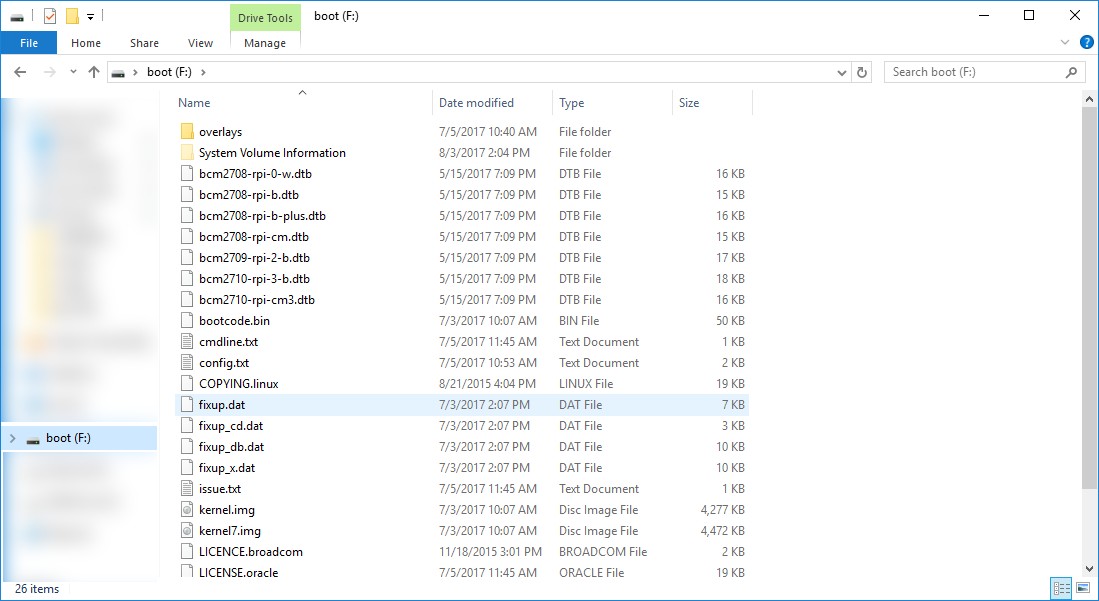 Drive Tools boot (F:)
File Home Share View Manage
boot (F:) Search boot (F:)
Name Date modified Type Size
overlays 7/5/2017 10:40 AM File folder
System Volume Information 8/3/2017 2:04 PM File folder
bcm2708-rpi-0-w.dtb 5/15/2017 7:09 PM DTB File 16 KB
bcm2708-rpi-b.dtb 5/15/2017 7:09 PM DTB File 15 KB
bcm2708-rpi-b-plus.dtb 5/15/2017 7:09 PM DTB File 16 KB
bcm2708-rpi-cm.dtb 5/15/2017 7:09 PM DTB File 15 KB
bcm2709-rpi-2-b.dtb 5/15/2017 7:09 PM DTB File 17 KB
bcm2710-rpi-3-b.dtb 5/15/2017 7:09 PM DTB File 18 KB
bcm2710-rpi-cm3.dtb 5/15/2017 7:09 PM DTB File 16 KB
bootcode.bin 7/3/2017 10:07 AM BIN File 50 KB
cmdline.txt 7/5/2017 11:45 AM Text Document 1 KB
config.txt 7/5/2017 10:53 AM Text Document 2 KB
COPYING.linux 8/21/2015 4:04 PM LINUX File 19 KB
fixup.dat 7/3/2017 2:07 PM DAT File 7 KB
fixup_cd.dat 7/3/2017 2:07 PM DAT File 3 KB
boot (F:) fixup_db.dat 7/3/2017 2:07 PM DAT File 10 KB
fixup_x.dat 7/3/2017 2:07 PM DAT File 10 KB
issue.txt 7/5/2017 11:45 AM Text Document 1 KB
kernel.img 7/3/2017 10:07 AM Disc Image File 4,277 KB
kernel7.img 7/3/2017 10:07 AM Disc Image File 4,472 KB
LICENCE.broadcom 11/18/2015 3:01 PM BROADCOM File 2 KB
LICENSE.oracle 7/5/2017 11:45 AM ORACLE File 19 KB
26 items